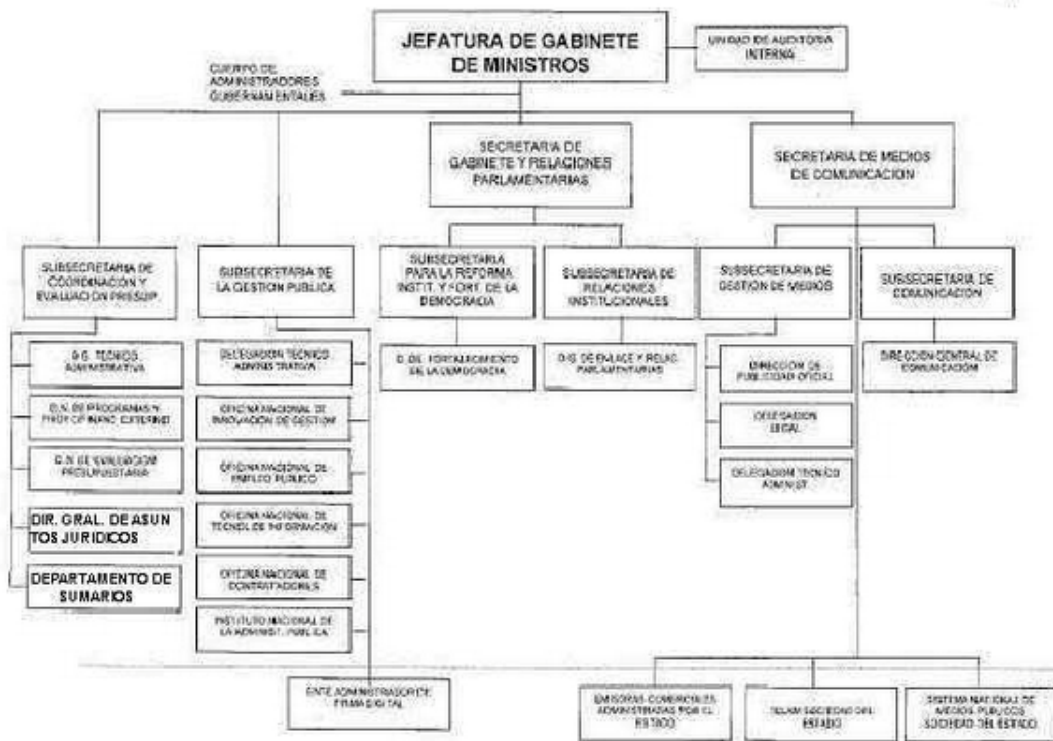 JEFATURA DE GABINETE
DE MINISTROS
UNIDAD DE AUDITORIA
INTERNA
CUERPO DE
ADMINISTRADORES
GUBERNAMENTALES
SECRETARIA DE
GABINETE Y RELACIONES
PARLAMENTARIAS
SECRETARIA DE MEDIOS
DE COMUNICACION
SUBSECRETARIA DE
COORDINACION Y
EVALUACION PRESUP.
SUBSECRETARIA DE
LA GESTION PUBLICA
SUBSECRETARIA
PARA LA REFORMA
INSTIT. Y FORT. DE LA
DEMOCRACIA
SUBSECRETARIA DE
RELACIONES
INSTITUCIONALES
SUBSECRETARIA DE
GESTION DE MEDIOS
SUBSECRETARIA DE
COMUNICACION
D.G. TECNICO
ADMINISTRATIVA
D.N. DE PROGRAMAS Y
PROY. C/ FINANC. EXTERNO
D.N. DE EVALUACION
PRESUPUESTARIA
DIR. GRAL. DE ASUN
TOS JURIDICOS
DEPARTAMENTO DE
SUMARIOS
DELEGACION TECNICO
ADMINISTRATIVA
OFICINA NACIONAL DE
INNOVACION DE GESTION
OFICINA NACIONAL DE
EMPLEO PUBLICO
OFICINA NACIONAL DE
TECNOL. DE INFORMACION
OFICINA NACIONAL DE
CONTRATACIONES
INSTITUTO NACIONAL DE
LA ADMINIST. PUBLICA
FORTALECIMIENTO
DE LA DEMOCRACIA
D.G. DE ENLACE Y RELAC.
PARLAMENTARIAS
DIRECCION DE
PUBLICIDAD OFICIAL
DELEGACION
LEGAL
DELEGACION TECNICO
ADMINIST.
DIRECCION GENERAL DE
COMUNICACIÓN
ENTE ADMINISTRADOR DE
FIRMA DIGITAL
EMISORAS COMERCIALES
ADMINISTRADAS POR EL
ESTADO
TELAM SOCIEDAD DEL
ESTADO
SISTEMA NACIONAL DE
MEDIOS PUBLICOS
SOCIEDAD DEL ESTADO